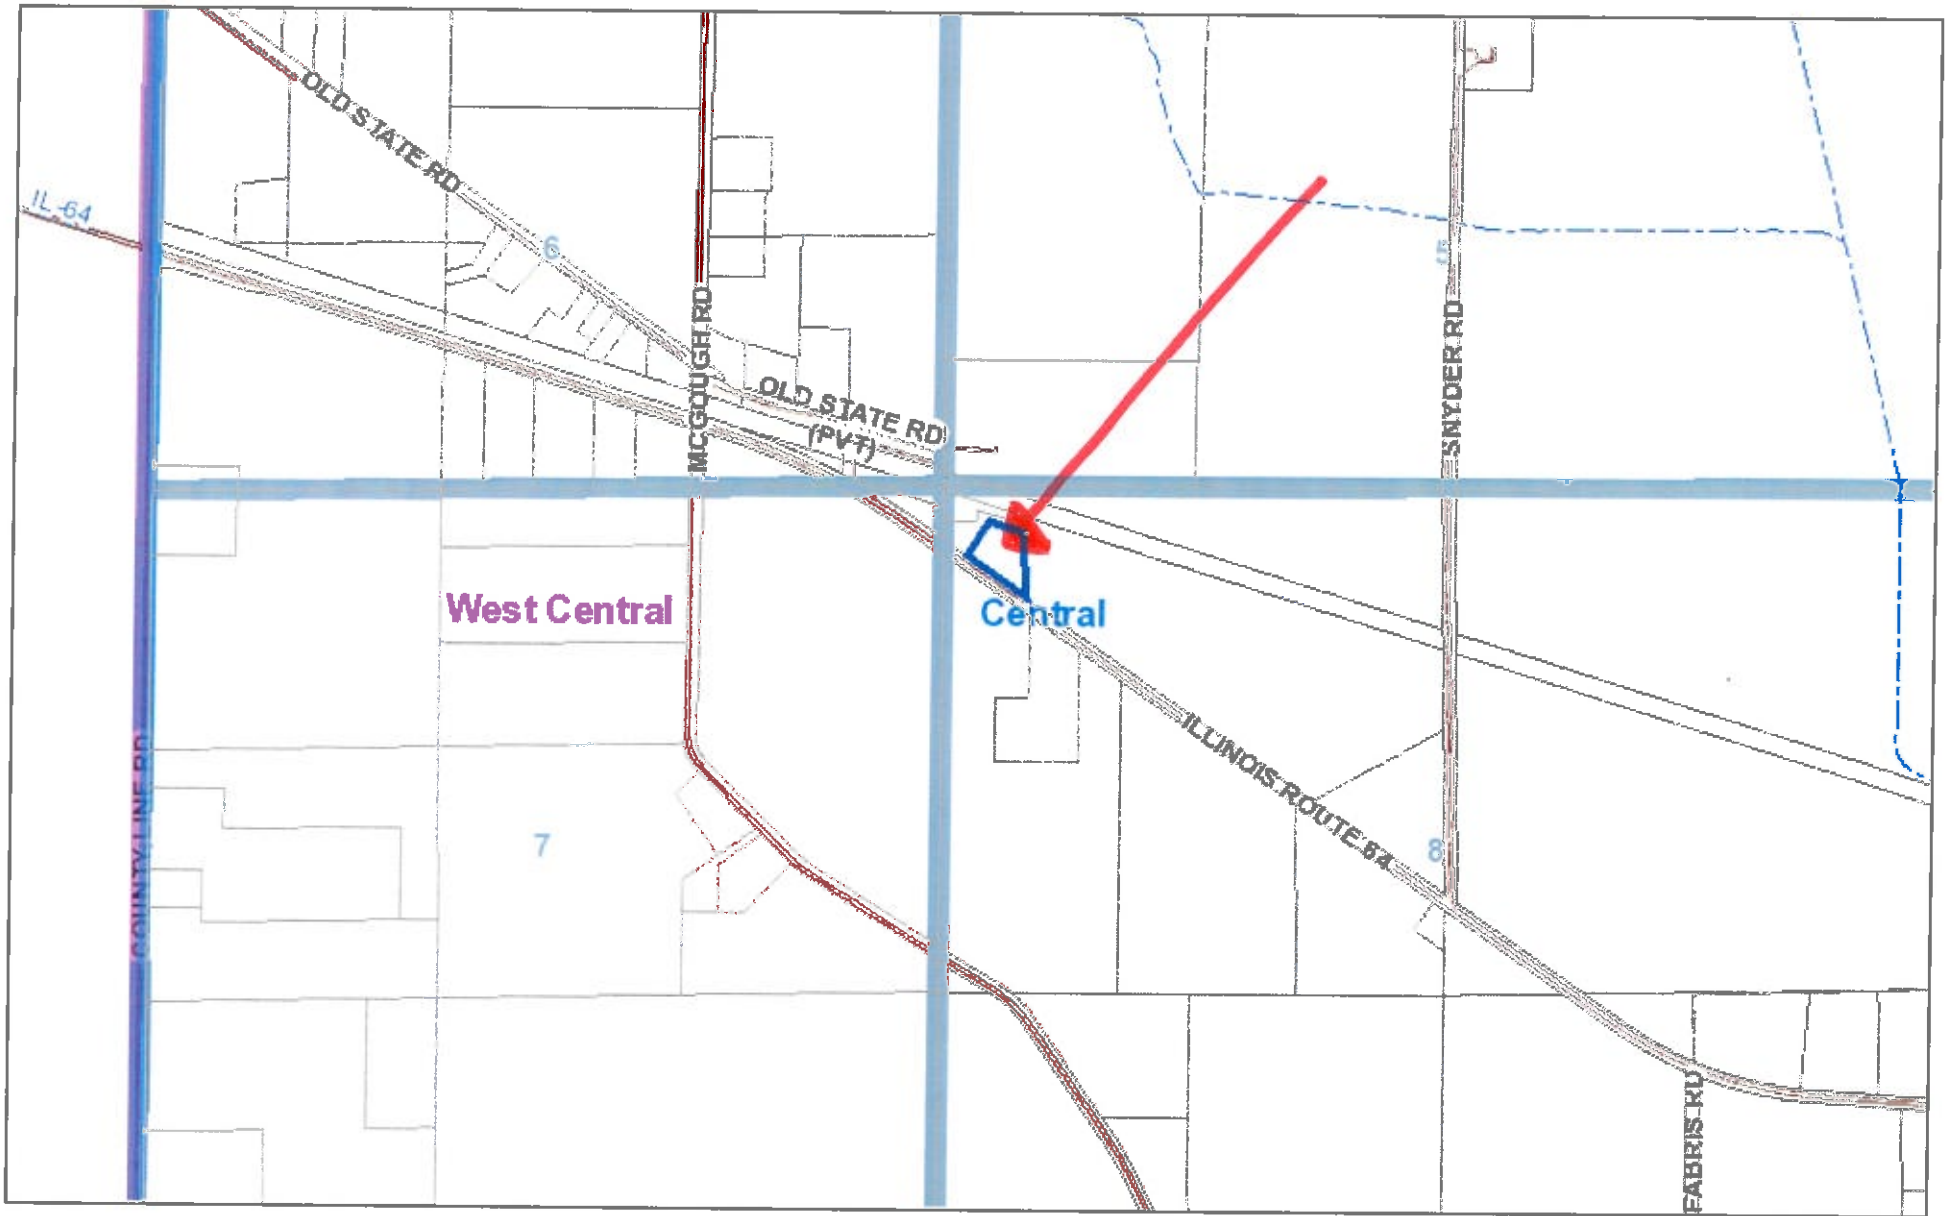 OLD STATE RD
IL-64
6
5
MCGOUGH RD
SNYDER RD
OLD STATE RD
(PVT)
West Central
Central
ILLINOIS ROUTE 64
COUNTY LINE RD
7
8
FABRIS RD